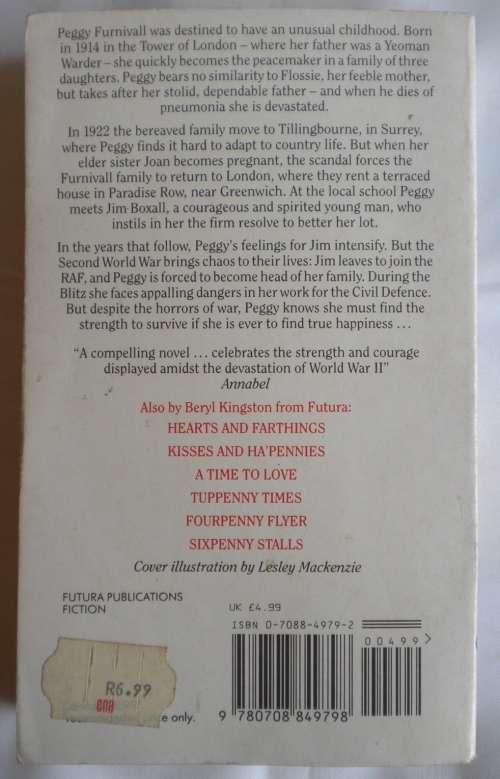 Peggy Furnivall was destined to have an unusual childhood. Born
in 1914 in the Tower of London – where her father was a Yeoman
Warder – she quickly becomes the peacemaker in a family of three
daughters. Peggy bears no similarity to Flossie, her feeble mother,
but takes after her stolid, dependable father – and when he dies of
pneumonia she is devastated.
In 1922 the bereaved family move to Tillingbourne, in Surrey,
where Peggy finds it hard to adapt to country life. But when her
elder sister Joan becomes pregnant, the scandal forces the
Furnivall family to return to London, where they rent a terraced
house in Paradise Row, near Greenwich. At the local school Peggy
meets Jim Boxall, a courageous and spirited young man, who
instils in her the firm resolve to better her lot.
In the years that follow, Peggy's feelings for Jim intensify. But the
Second World War brings chaos to their lives: Jim leaves to join the
RAF, and Peggy is forced to become head of her family. During the
Blitz she faces appalling dangers in her work for the Civil Defence.
But despite the horrors of war, Peggy knows she must find the
strength to survive if she is ever to find true happiness ...
"A compelling novel ... celebrates the strength and courage
displayed amidst the devastation of World War II"
Annabel
Also by Beryl Kingston from Futura:
HEARTS AND FARTHINGS
KISSES AND HA'PENNIES
A TIME TO LOVE
TUPPENNY TIMES
FOURPENNY FLYER
SIXPENNY STALLS
Cover illustration by Lesley Mackenzie
FUTURA PUBLICATIONS
FICTION
UK £4.99
ISBN 0-7088-4979-2
00499>
R6.99
only.
9 780708 849798